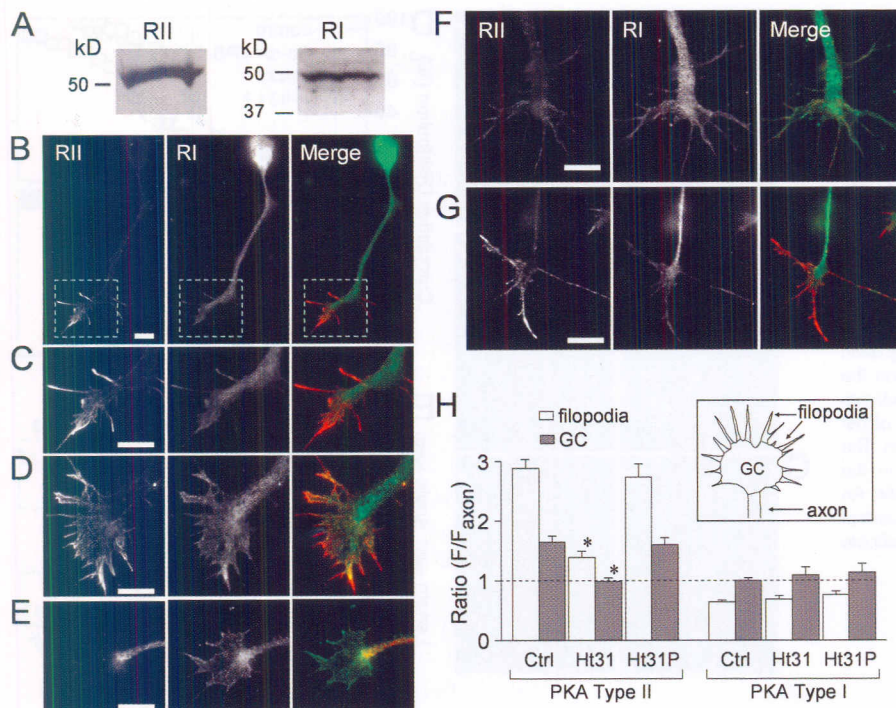 A
RII
RI
kD
50
kD
50
37
B
RII
RI
Merge
C
D
E
F
RII
RI
Merge
G
H
filopodia
GC
filopodia
GC
axon
Ratio (F/Faxon)
3
2
1
0
*
*
Ctrl
Ht31
Ht31P
Ctrl
Ht31
Ht31P
PKA Type II
PKA Type I